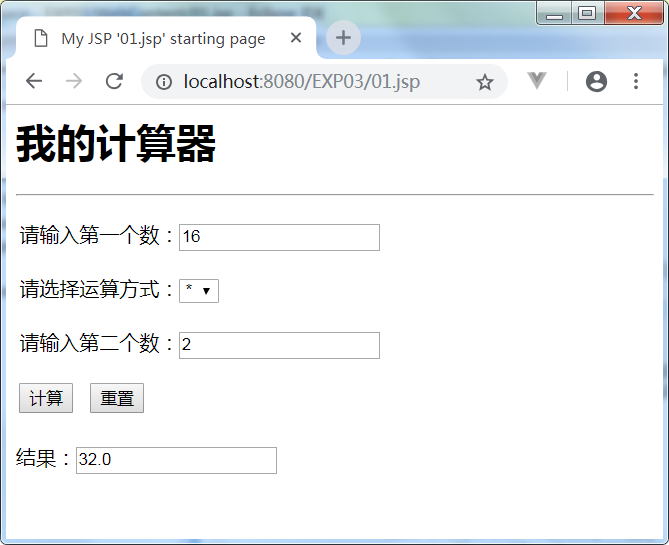 My JSP '01.jsp' starting page
localhost:8080/EXP03/01.jsp
我的计算器
请输入第一个数：16
请选择运算方式：*
请输入第二个数：2
计算 重置
结果：32.0